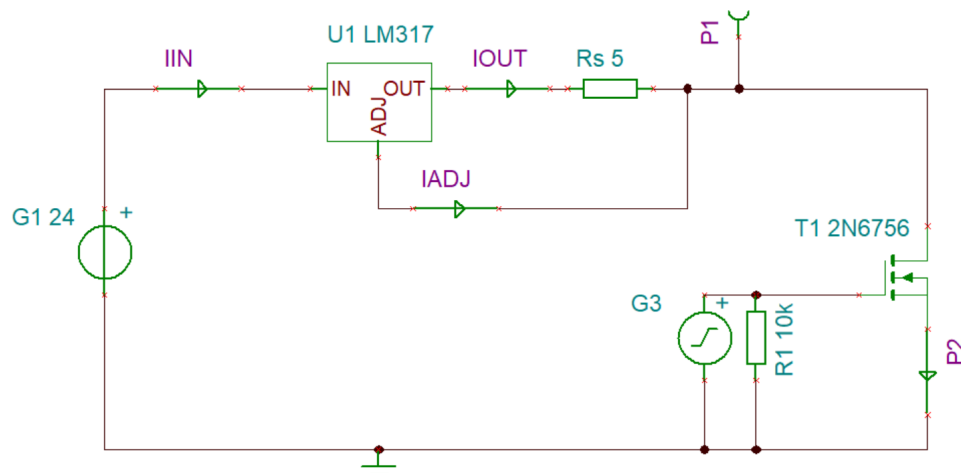 U1 LM317
P1
IIN
IOUT
Rs 5
IN
OUT
ADJ
IADJ
G1 24
+
T1 2N6756
G3
+
R1 10k
P2